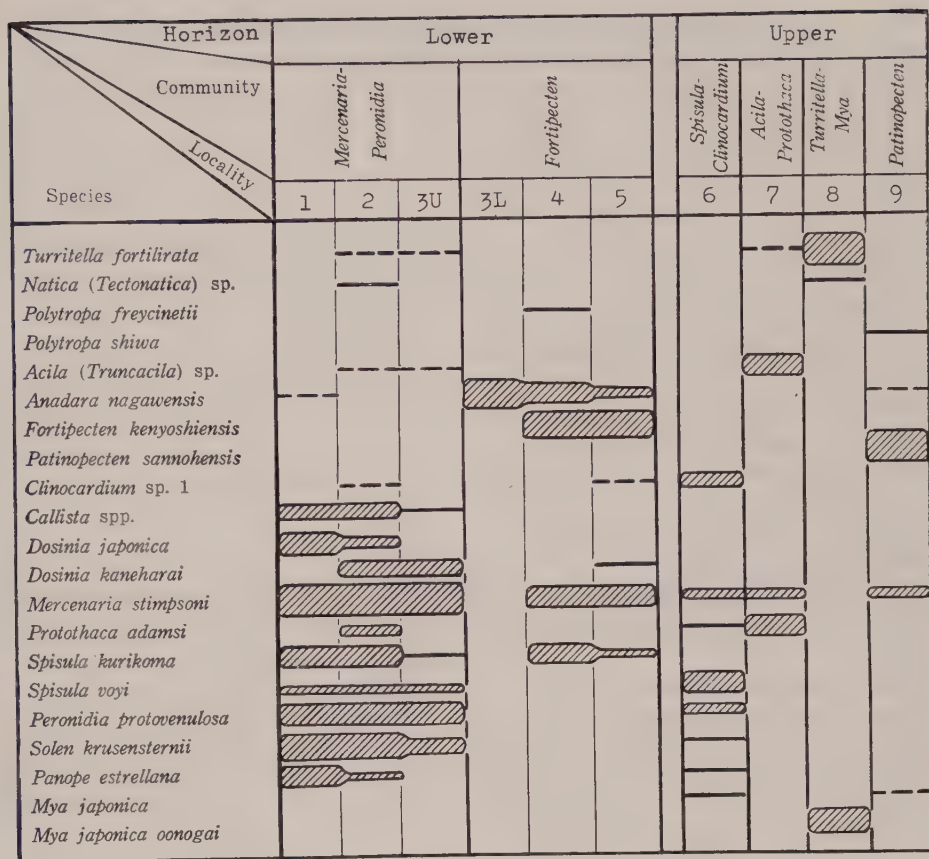 Horizon
Lower
Upper
Community
Mercenaria-
Peronidia
Fortipecten
Spisula-
Clinocardium
Acila-
Protothaca
Turritella-
Mya
Patinopecten
Locality
Species
1 2 3U 3L 4 5 6 7 8 9
Turritella fortilirata
Natica (Tectonatica) sp.
Polytropa freycinetii
Polytropa shiwa
Acila (Truncacila) sp.
Anadara nagawensis
Fortipecten kenyoshiensis
Patinopecten sannohensis
Clinocardium sp. 1
Callista spp.
Dosinia japonica
Dosinia kaneharai
Mercenaria stimpsoni
Protothaca adamsi
Spisula kurikoma
Spisula voyi
Peronidia protovenulosa
Solen krusensternii
Panope estrellana
Mya japonica
Mya japonica oonogai